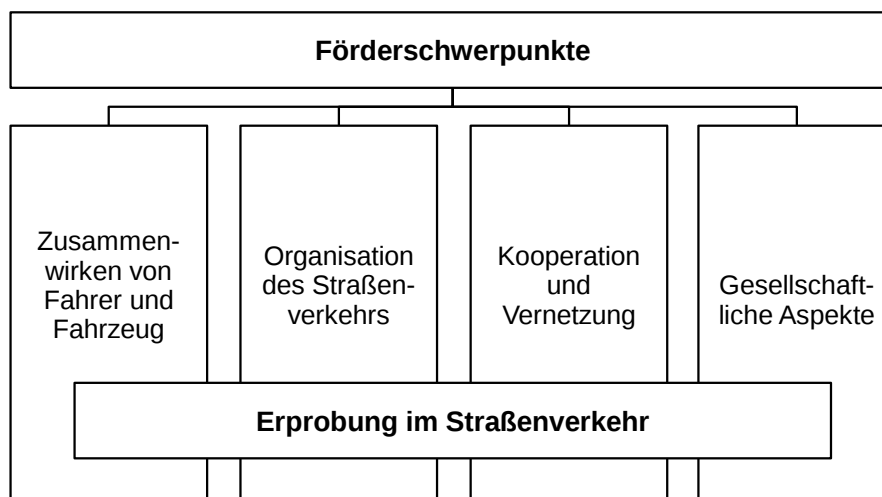 Förderschwerpunkte
Zusammen-
wirken von
Fahrer und
Fahrzeug
Organisation
des Straßen-
verkehrs
Kooperation
und
Vernetzung
Gesellschaft-
liche Aspekte
Erprobung im Straßenverkehr